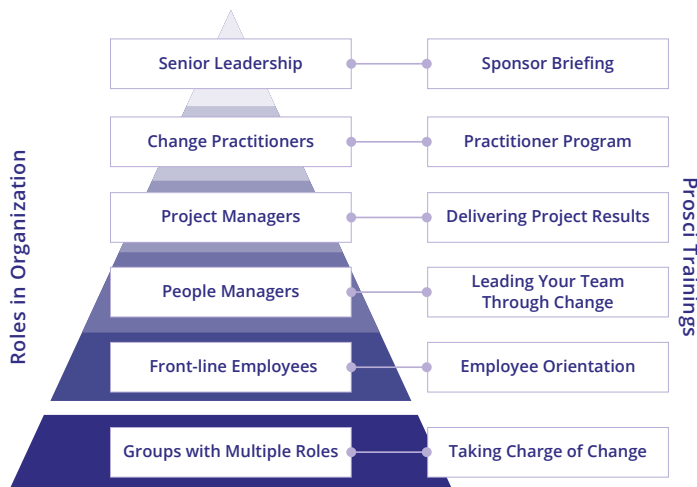 Roles in Organization
Prosci Trainings
Senior Leadership
Sponsor Briefing
Change Practitioners
Practitioner Program
Project Managers
Delivering Project Results
People Managers
Leading Your Team
Through Change
Front-line Employees
Employee Orientation
Groups with Multiple Roles
Taking Charge of Change